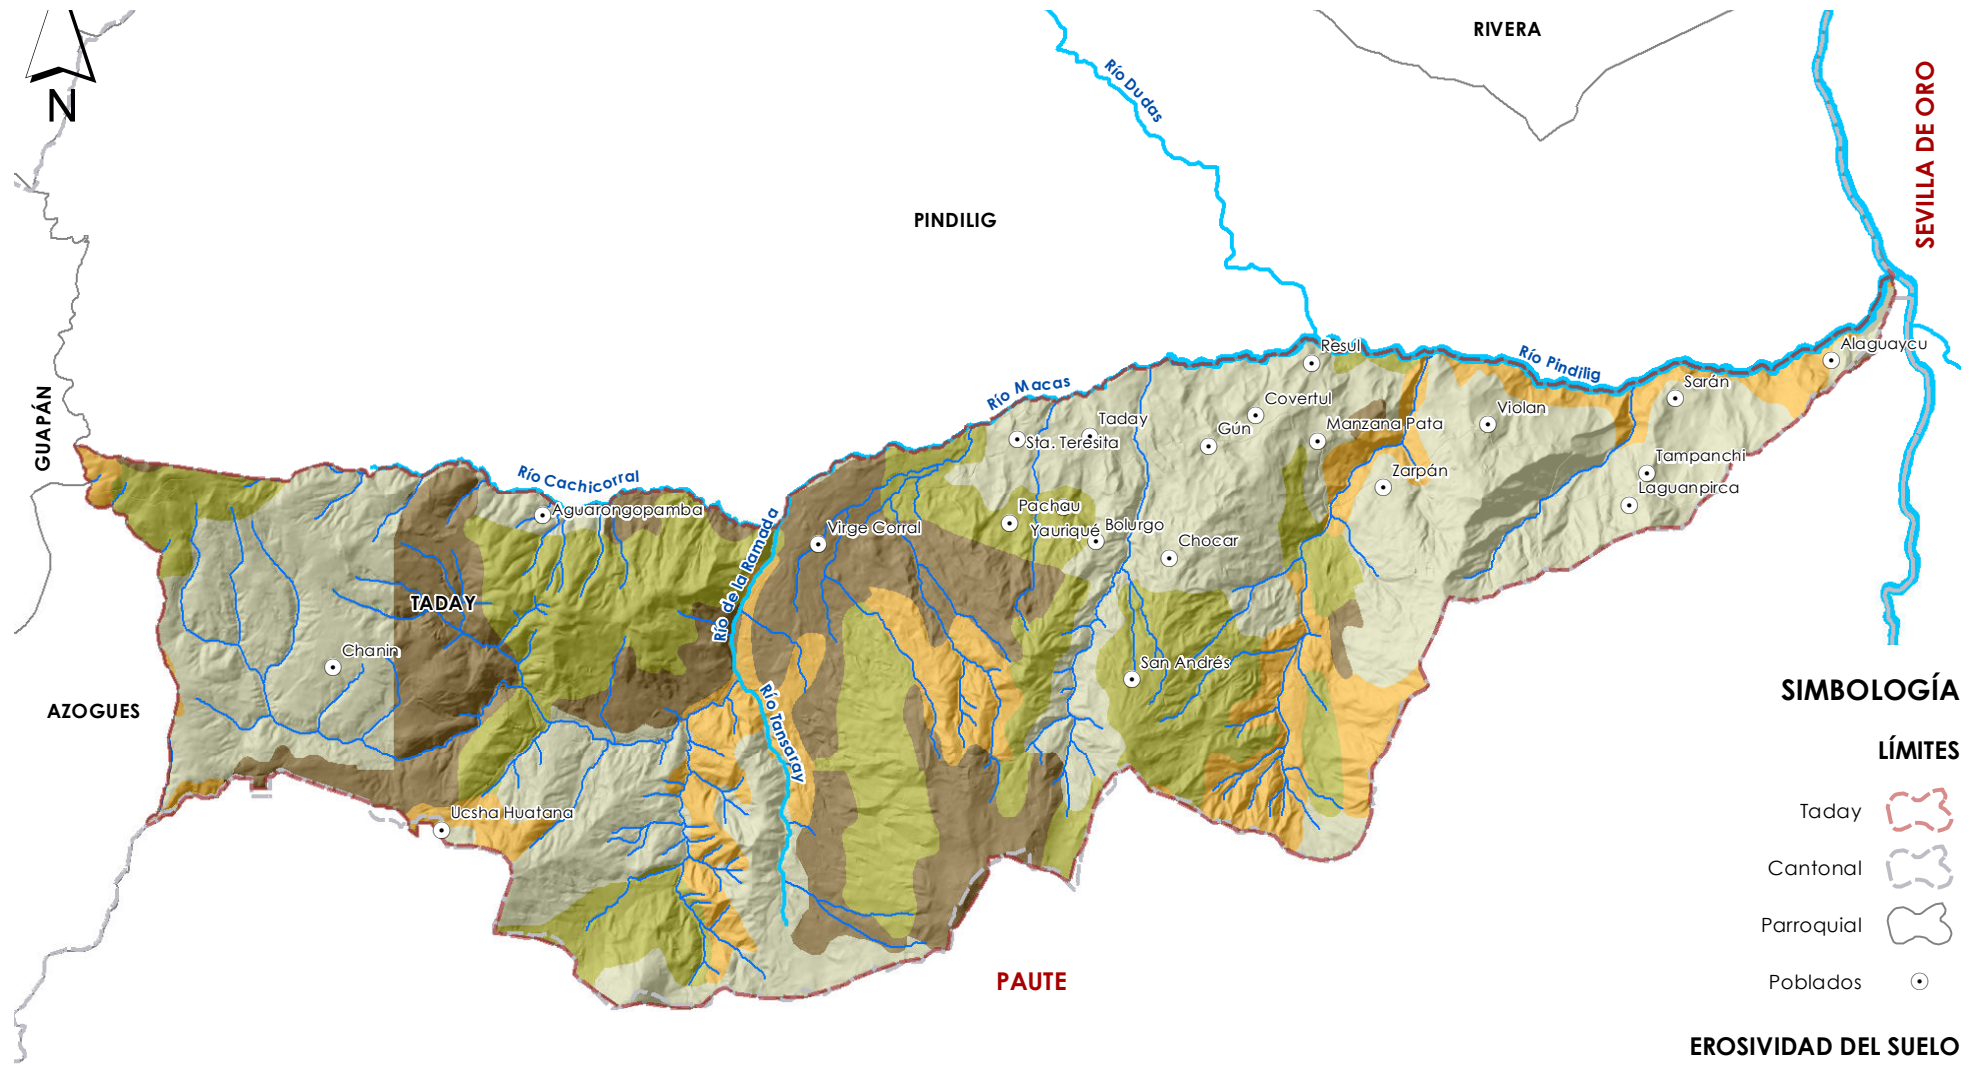 RIVERA
Río Dudas
SEVILLA DE ORO
N
PINDILIG
Resúl
Río Pindilig
Alaguaycu
Río Macas
Sarán
Covertul
Violan
GUAPÁN
Taday
Gún
Manzana Pata
Sta. Teresita
Tampanchi
Río Cachicorral
Zarpán
Laguanpirca
Aguarongopamba
Pachau
Virge Corral
Yauriqué
Bolurgo
Chocar
Río de la Ramada
TADAY
Chanin
San Andrés
AZOGUES
Río Tansaray
SIMBOLOGÍA
LÍMITES
Ucsha Huatana
Taday
Cantonal
Parroquial
PAUTE
Poblados
EROSIVIDAD DEL SUELO